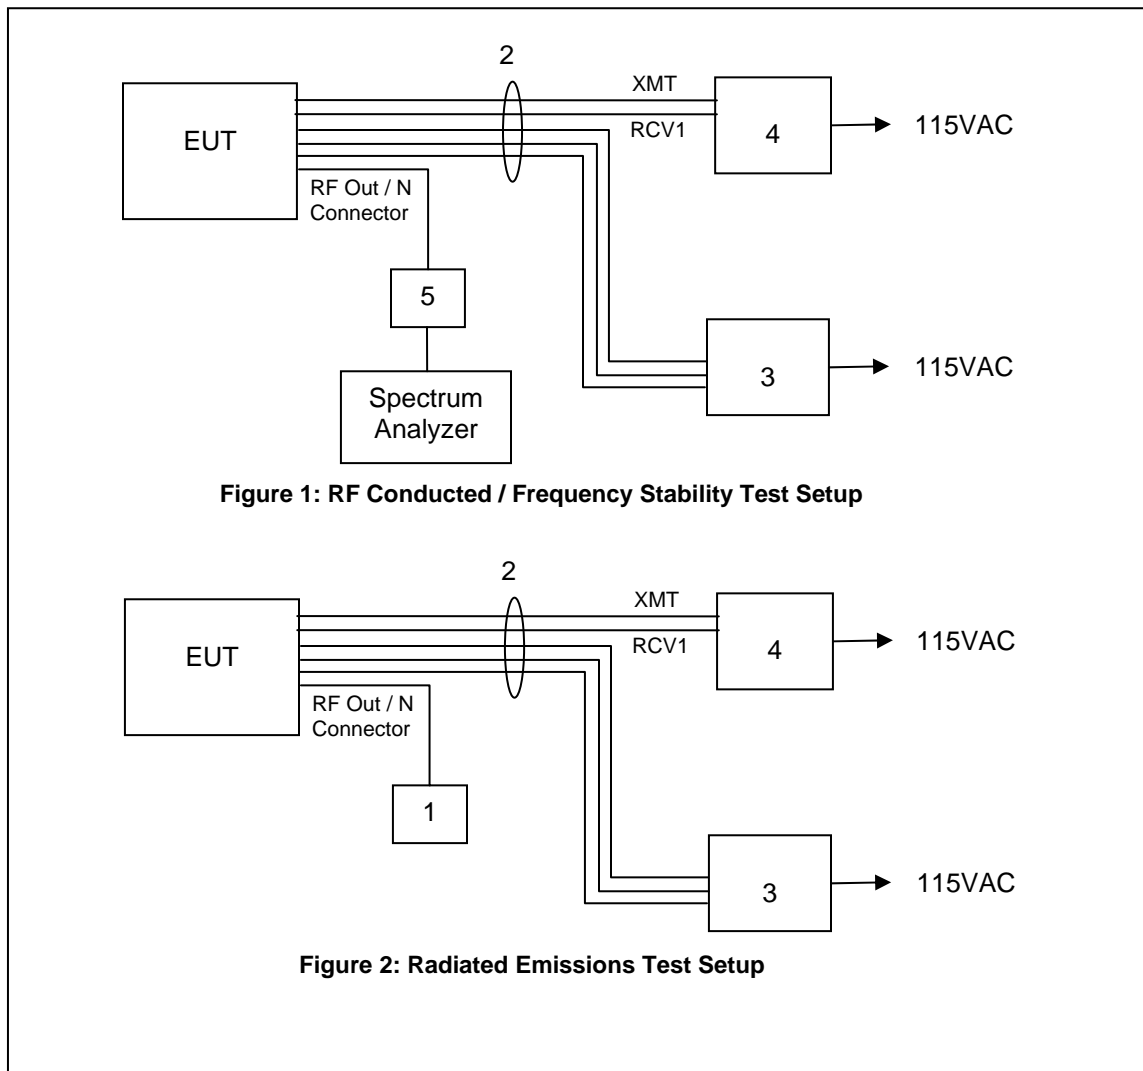 2
XMT
EUT
RCV1
4
115VAC
RF Out / N
Connector
5
3
115VAC
Spectrum
Analyzer
Figure 1: RF Conducted / Frequency Stability Test Setup
2
XMT
EUT
RCV1
4
115VAC
RF Out / N
Connector
1
3
115VAC
Figure 2: Radiated Emissions Test Setup